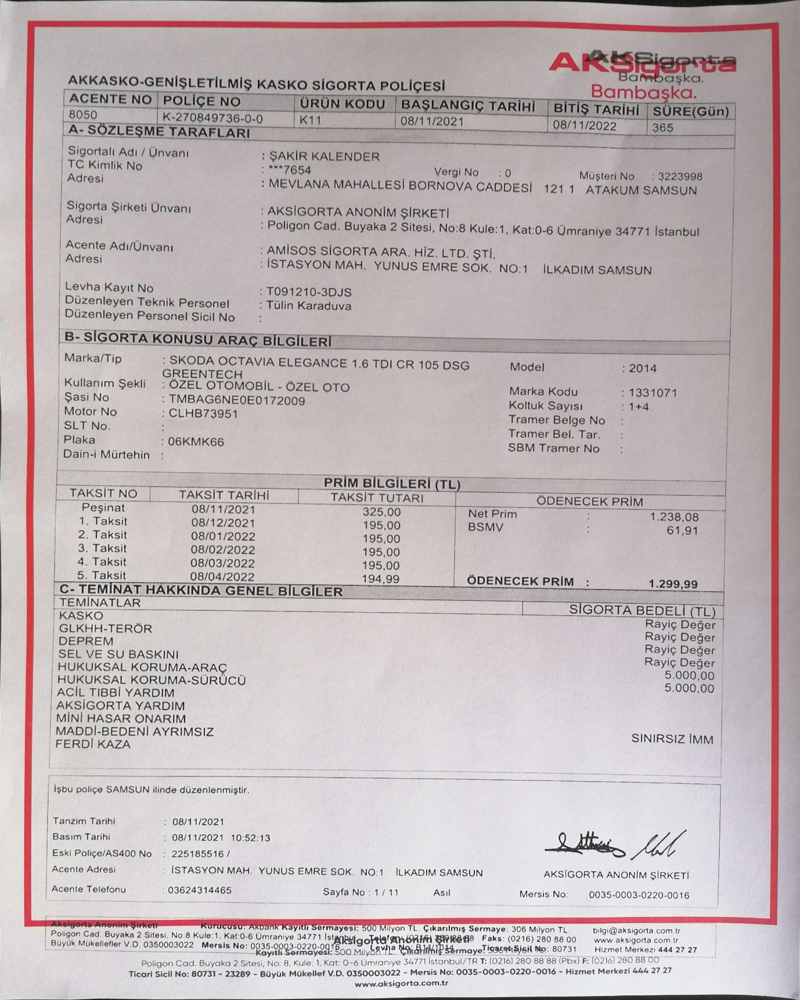 AKSigorta
Bambaşka.
AKSigorta
Bambaşka.
AKKASKO-GENİŞLETİLMİŞ KASKO SİGORTA POLİÇESİ
ACENTE NO POLİÇE NO ÜRÜN KODU BAŞLANGIÇ TARİHİ BİTİŞ TARİHİ SÜRE(Gün)
8050 K-270849736-0-0 K11 08/11/2021 08/11/2022 365
A- SÖZLEŞME TARAFLARI
Sigortalı Adı / Ünvanı : ŞAKİR KALENDER
TC Kimlik No : ***7654 Vergi No : 0 Müşteri No : 3223998
Adresi : MEVLANA MAHALLESİ BORNOVA CADDESİ 121 1 ATAKUM SAMSUN
Sigorta Şirketi Ünvanı : AKSİGORTA ANONİM ŞİRKETİ
Adresi : Poligon Cad. Buyaka 2 Sitesi, No:8 Kule:1, Kat:0-6 Ümraniye 34771 İstanbul
Acente Adı/Ünvanı : AMİSOS SİGORTA ARA. HİZ. LTD. ŞTİ.
Adresi : İSTASYON MAH. YUNUS EMRE SOK. NO:1 İLKADIM SAMSUN
Levha Kayıt No : T091210-3DJS
Düzenleyen Teknik Personel : Tülin Karaduva
Düzenleyen Personel Sicil No :
B- SİGORTA KONUSU ARAÇ BİLGİLERİ
Marka/Tip : SKODA OCTAVIA ELEGANCE 1.6 TDI CR 105 DSG Model : 2014
GREENTECH
Kullanım Şekli : ÖZEL OTOMOBİL - ÖZEL OTO Marka Kodu : 1331071
Şasi No : TMBAG6NE0E0172009 Koltuk Sayısı : 1+4
Motor No : CLHB73951 Tramer Belge No :
SLT No. : Tramer Bel. Tar. :
Plaka : 06KMK66 SBM Tramer No :
Dain-i Mürtehin :
PRİM BİLGİLERİ (TL)
TAKSİT NO TAKSİT TARİHİ TAKSİT TUTARI ÖDENECEK PRİM
Peşinat 08/11/2021 325,00 Net Prim : 1.238,08
1. Taksit 08/12/2021 195,00 BSMV : 61,91
2. Taksit 08/01/2022 195,00
3. Taksit 08/02/2022 195,00
4. Taksit 08/03/2022 195,00
5. Taksit 08/04/2022 194,99 ÖDENECEK PRİM : 1.299,99
C- TEMİNAT HAKKINDA GENEL BİLGİLER
TEMİNATLAR SİGORTA BEDELİ (TL)
KASKO Rayiç Değer
GLKHH-TERÖR Rayiç Değer
DEPREM Rayiç Değer
SEL VE SU BASKINI Rayiç Değer
HUKUKSAL KORUMA-ARAÇ 5.000,00
HUKUKSAL KORUMA-SÜRÜCÜ 5.000,00
ACİL TIBBİ YARDIM
AKSİGORTA YARDIM
MİNİ HASAR ONARIM
MADDİ-BEDENİ AYRIMSIZ SINIRSIZ İMM
FERDİ KAZA
İşbu poliçe SAMSUN ilinde düzenlenmiştir.
Tanzim Tarihi : 08/11/2021
Basım Tarihi : 08/11/2021 10:52:13
Eski Poliçe/AS400 No : 225185516 /
Acente Adresi : İSTASYON MAH. YUNUS EMRE SOK. NO:1 İLKADIM SAMSUN AKSİGORTA ANONİM ŞİRKETİ
Acente Telefonu : 03624314465 Sayfa No : 1 / 11 Asıl Mersis No: 0035-0003-0220-0016
Aksigorta Anonim Şirketi Kurucusu: Akbank Kayıtlı Sermayesi: 500 Milyon TL. Çıkarılmış Sermaye: 306 Milyon TL. bilgi@aksigorta.com.tr
Poligon Cad. Buyaka 2 Sitesi, No:8 Kule:1, Kat:0-6 Ümraniye 34771 İstanbul Telefon: (0216) 280 88 88 Faks: (0216) 280 88 00 www.aksigorta.com.tr
Büyük Mükellefler V.D. 0350003022 Mersis No: 0035-0003-0220-0016 Levha No: Ticaret Sicil No: 80731 Hizmet Merkezi 444 27 27
Aksigorta Anonim Şirketi
Kayıtlı Sermayesi: 500 Milyon TL. Çıkarılmış Sermaye: 306 Milyon TL.
Poligon Cad. Buyaka 2 Sitesi, No: 8, Kule: 1, Kat: 0-6 Ümraniye 34771 İstanbul/TR T: (0216) 280 88 88 (Pbx) F: (0216) 280 88 00
Ticari Sicil No: 80731 - 23289 - Büyük Mükellef V.D. 0350003022 - Mersis No: 0035-0003-0220-0016 - Hizmet Merkezi 444 27 27
www.aksigorta.com.tr